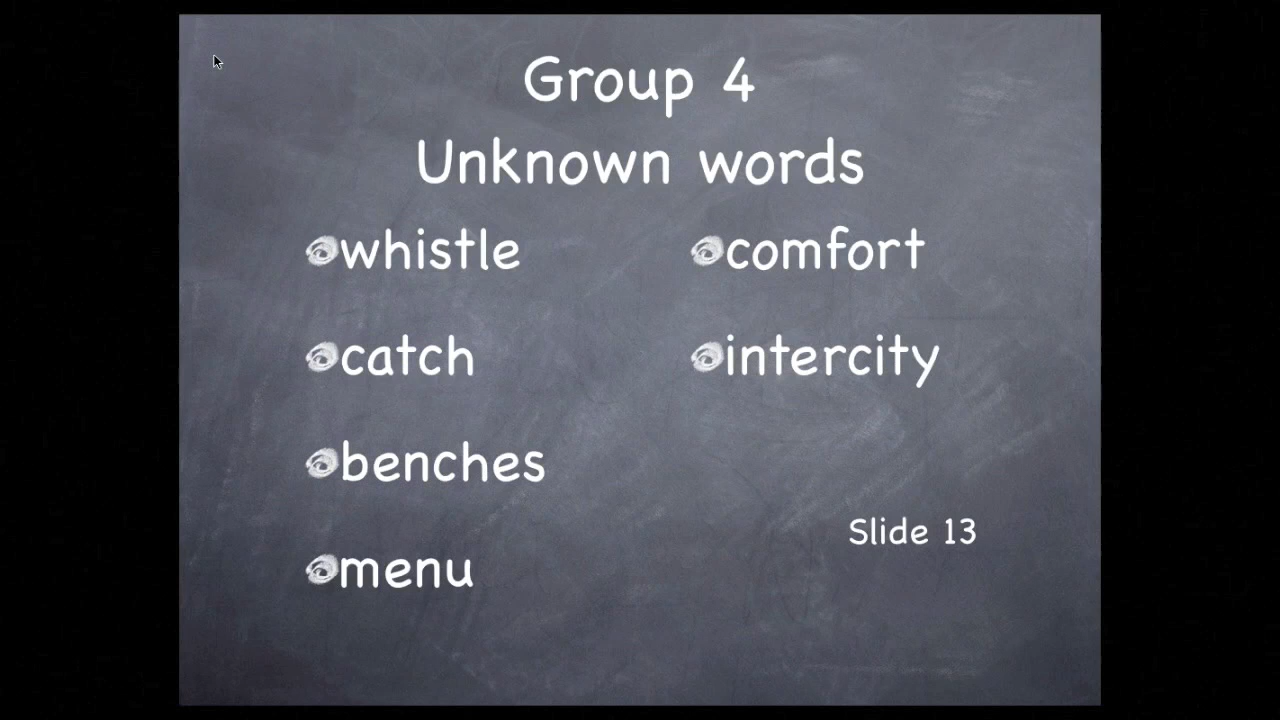 Group 4
Unknown words
whistle
catch
benches
menu
comfort
intercity
Slide 13